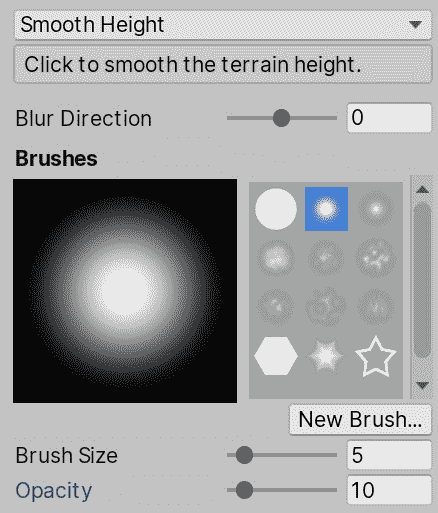 Smooth Height
Click to smooth the terrain height.
Blur Direction 0
Brushes
New Brush...
Brush Size 5
Opacity 10